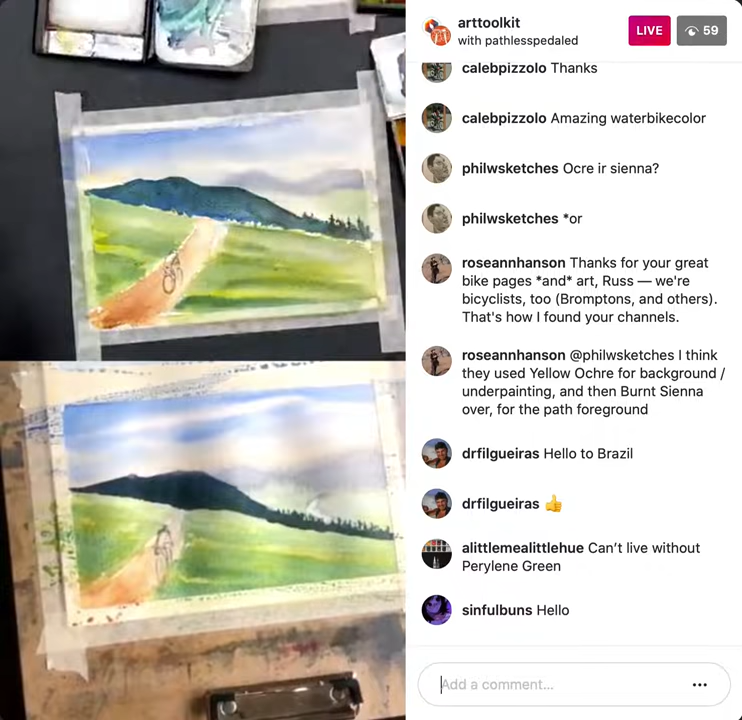 arttoolkit
with pathlesspedaled
LIVE
59
calebpizzolo Thanks
calebpizzolo Amazing waterbikecolor
philwsketches Ocre ir sienna?
philwsketches *or
roseannhanson Thanks for your great
bike pages *and* art, Russ — we're
bicyclists, too (Bromptons, and others).
That's how I found your channels.
roseannhanson @philwsketches I think
they used Yellow Ochre for background /
underpainting, and then Burnt Sienna
over, for the path foreground
drfilgueiras Hello to Brazil
drfilgueiras 👍
alittlemealittlehue Can’t live without
Perylene Green
sinfulbuns Hello
Add a comment...